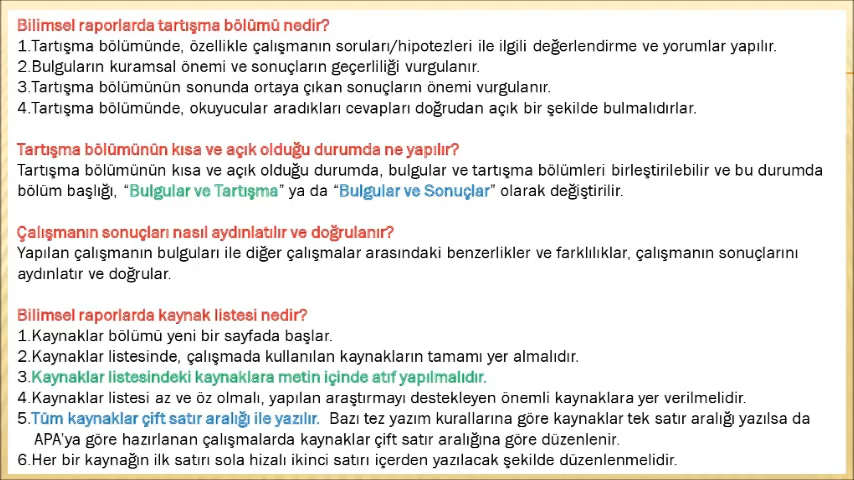 Bilimsel raporlarda tartışma bölümü nedir?
1.Tartışma bölümünde, özellikle çalışmanın soruları/hipotezleri ile ilgili değerlendirme ve yorumlar yapılır.
2.Bulguların kuramsal önemi ve sonuçların geçerliliği vurgulanır.
3.Tartışma bölümünün sonunda ortaya çıkan sonuçların önemi vurgulanır.
4.Tartışma bölümünde, okuyucular aradıkları cevapları doğrudan açık bir şekilde bulmalıdırlar.
Tartışma bölümünün kısa ve açık olduğu durumda ne yapılır?
Tartışma bölümünün kısa ve açık olduğu durumda, bulgular ve tartışma bölümleri birleştirilebilir ve bu durumda
bölüm başlığı, “Bulgular ve Tartışma” ya da “Bulgular ve Sonuçlar” olarak değiştirilir.
Çalışmanın sonuçları nasıl aydınlatılır ve doğrulanır?
Yapılan çalışmanın bulguları ile diğer çalışmalar arasındaki benzerlikler ve farklılıklar, çalışmanın sonuçlarını
aydınlatır ve doğrular.
Bilimsel raporlarda kaynak listesi nedir?
1.Kaynaklar bölümü yeni bir sayfada başlar.
2.Kaynaklar listesinde, çalışmada kullanılan kaynakların tamamı yer almalıdır.
3.Kaynaklar listesindeki kaynaklara metin içinde atıf yapılmalıdır.
4.Kaynaklar listesi az ve öz olmalı, yapılan araştırmayı destekleyen önemli kaynaklara yer verilmelidir.
5.Tüm kaynaklar çift satır aralığı ile yazılır. Bazı tez yazım kurallarına göre kaynaklar tek satır aralığı yazılsa da
APA’ya göre hazırlanan çalışmalarda kaynaklar çift satır aralığına göre düzenlenir.
6.Her bir kaynağın ilk satırı sola hizalı ikinci satırı içerden yazılacak şekilde düzenlenmelidir.